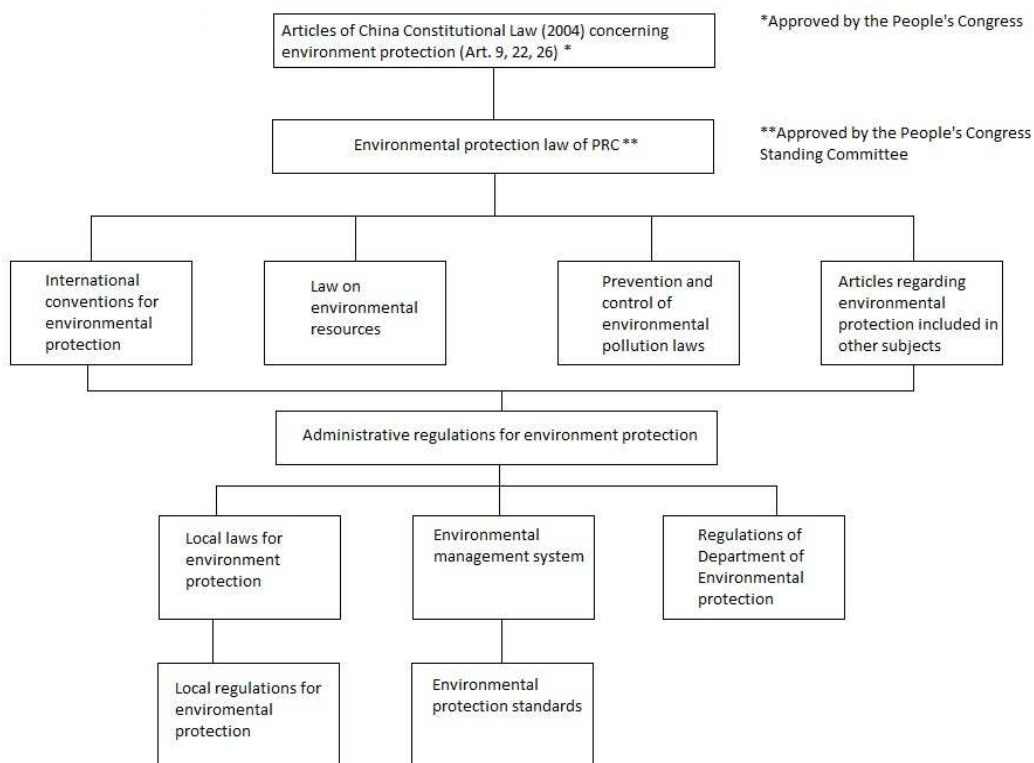 Articles of China Constitutional Law (2004) concerning
environment protection (Art. 9, 22, 26) *
*Approved by the People's Congress
Environmental protection law of PRC **
**Approved by the People's Congress
Standing Committee
International
conventions for
environmental
protection
Law on
environmental
resources
Prevention and
control of
environmental
pollution laws
Articles regarding
environmental
protection included in
other subjects
Administrative regulations for environment protection
Local laws for
environment
protection
Environmental
management system
Regulations of
Department of
Environmental
protection
Local regulations for
enviromental
protection
Environmental
protection standards